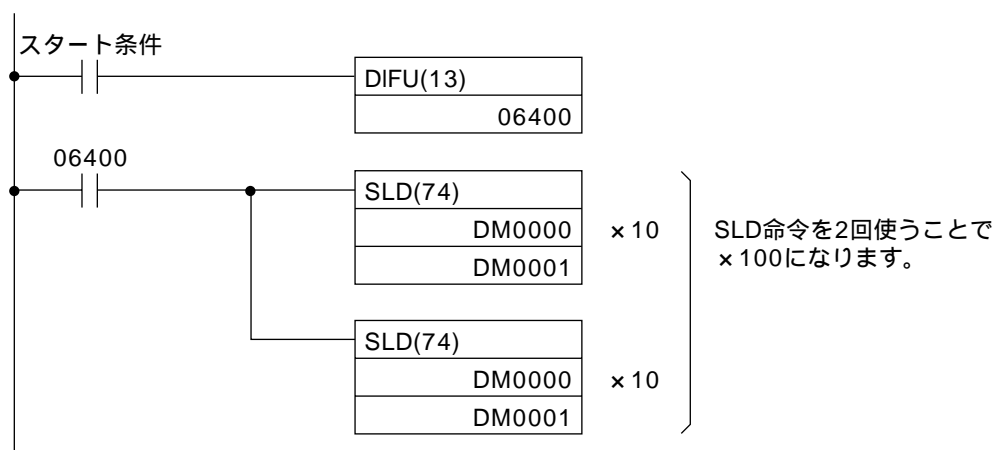 スタート条件
DIFU(13)
06400
06400
SLD(74)
DM0000 ×10
DM0001
SLD命令を2回使うことで
×100になります。
SLD(74)
DM0000 ×10
DM0001